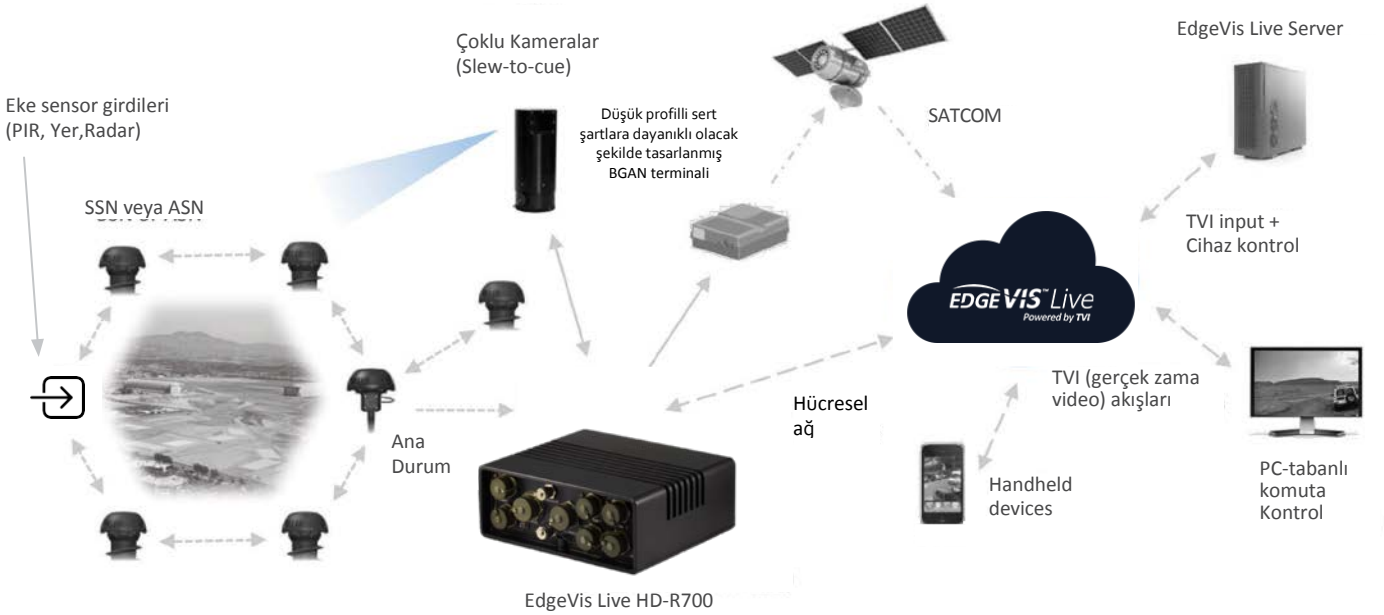 Eke sensor girdileri
(PIR, Yer,Radar)
SSN veya ASN
Çoklu Kameralar
(Slew-to-cue)
Düşük profilli sert
şartlara dayanıklı olacak
şekilde tasarlanmış
BGAN terminali
SATCOM
EdgeVis Live Server
TVI input +
Cihaz kontrol
EDGEVIS™ Live
Powered by TVI
TVI (gerçek zama
video) akışları
Hücresel
ağ
Ana
Durum
Handheld
devices
PC-tabanlı
komuta
Kontrol
EdgeVis Live HD-R700